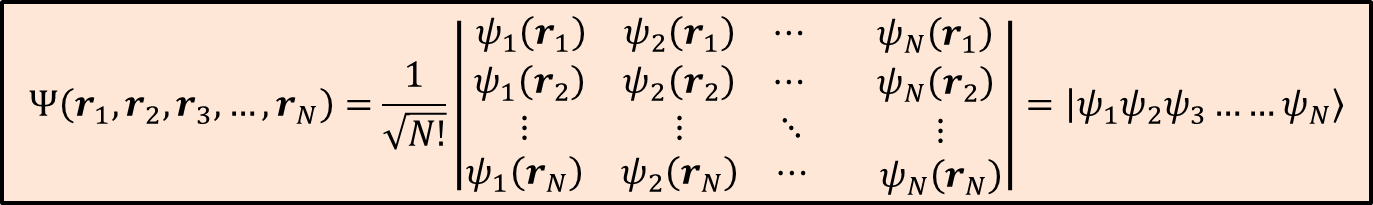 Ψ(𝒓₁, 𝒓₂, 𝒓₃, … , 𝒓_N) = 1/√N! |
ψ₁(𝒓₁) ψ₂(𝒓₁) ⋯ ψ_N(𝒓₁)
ψ₁(𝒓₂) ψ₂(𝒓₂) ⋯ ψ_N(𝒓₂)
⋮ ⋮ ⋱ ⋮
ψ₁(𝒓_N) ψ₂(𝒓_N) ⋯ ψ_N(𝒓_N)
| = |ψ₁ψ₂ψ₃ … … ψ_N⟩